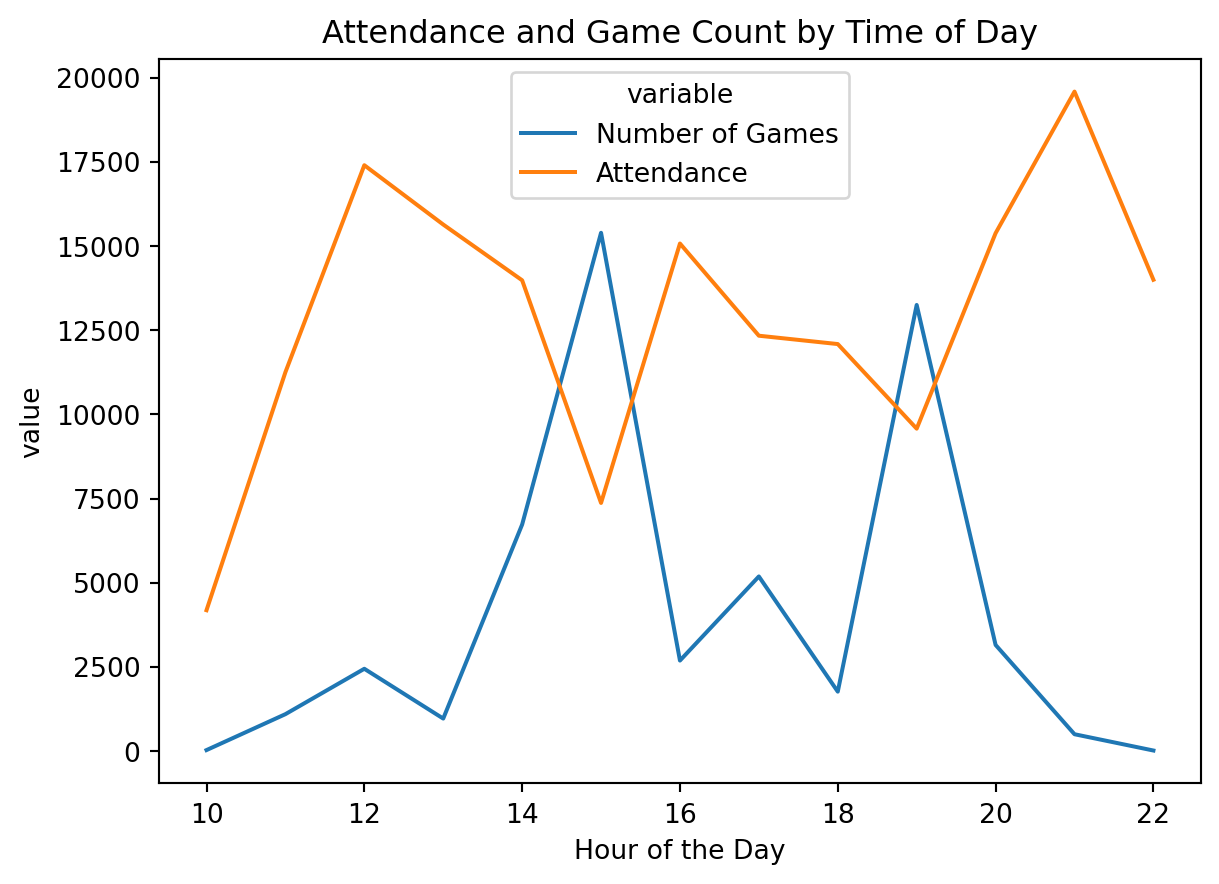 Attendance and Game Count by Time of Day
variable
Number of Games
Attendance
20000
17500
15000
12500
10000
7500
5000
2500
0
value
10 12 14 16 18 20 22
Hour of the Day